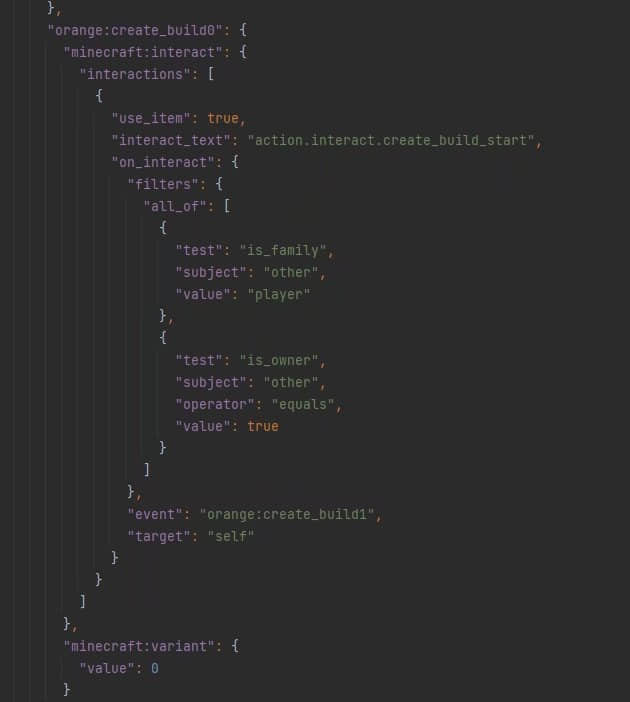 },
"orange:create_build0": {
"minecraft:interact": {
"interactions": [
{
"use_item": true,
"interact_text": "action.interact.create_build_start",
"on_interact": {
"filters": {
"all_of": [
{
"test": "is_family",
"subject": "other",
"value": "player"
},
{
"test": "is_owner",
"subject": "other",
"operator": "equals",
"value": true
}
]
},
"event": "orange:create_build1",
"target": "self"
}
}
]
},
"minecraft:variant": {
"value": 0
}